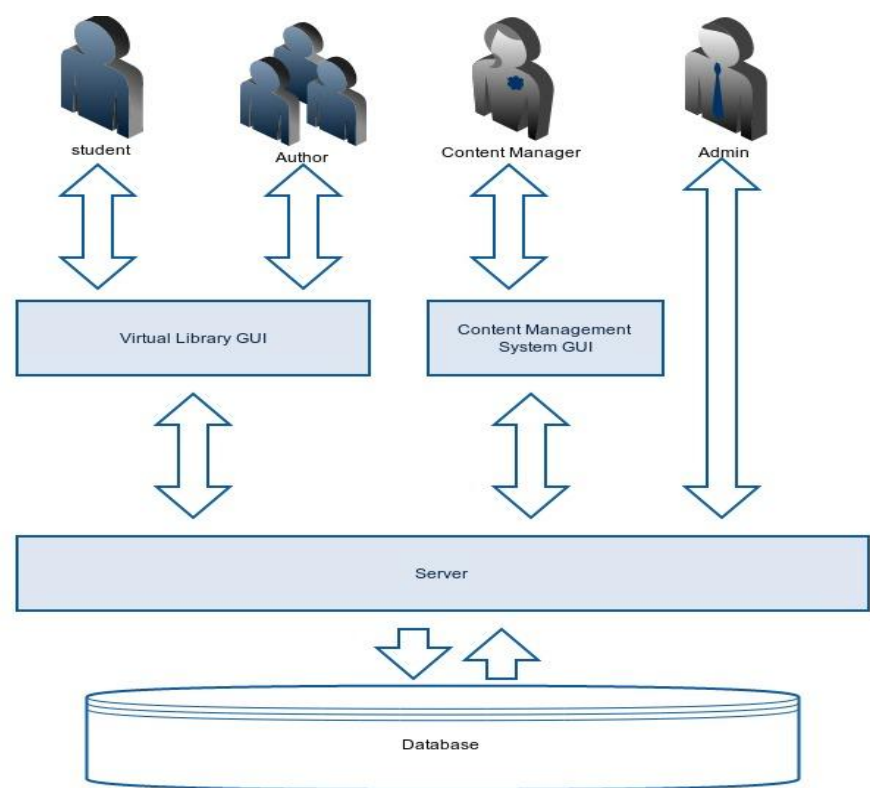 student
Author
Content Manager
Admin
Virtual Library GUI
Content Management
System GUI
Server
Database